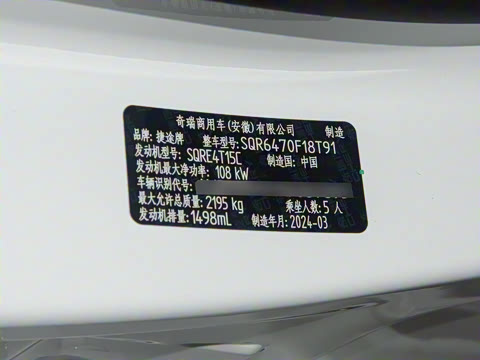 奇瑞商用车(安徽)有限公司 制造
品牌: 捷途牌 整车型号: SQR6470F18T91
发动机型号: SQRE4T15C 制造国: 中国
发动机最大净功率: 108 kW
车辆识别代号:
最大允许总质量: 2195 kg 乘坐人数: 5 人
发动机排量: 1498mL 制造年月: 2024-03